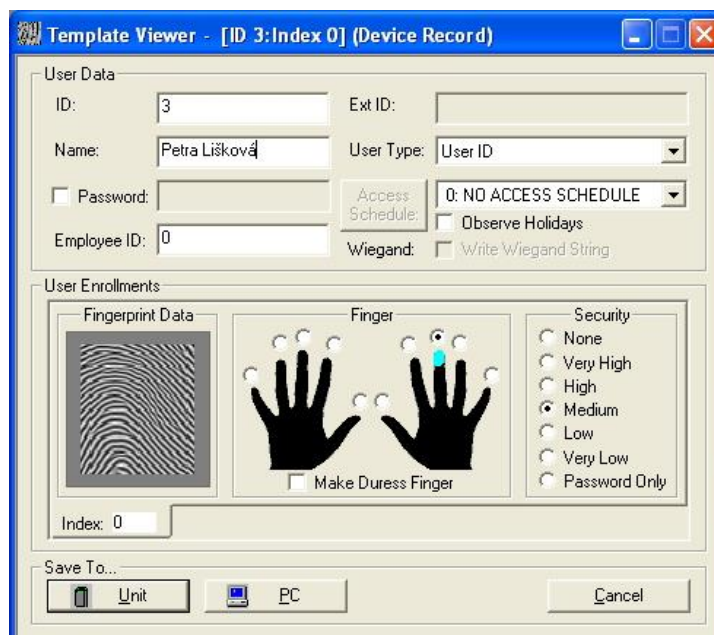 Template Viewer - [ID 3:Index 0] (Device Record)
User Data
ID: 3 Ext ID:
Name: Petra Lišková User Type: User ID
Password: Access Schedule: 0: NO ACCESS SCHEDULE
Observe Holidays
Employee ID: 0 Wiegand: Write Wiegand String
User Enrollments
Fingerprint Data Finger Security
None
Very High
High
Medium
Low
Very Low
Make Duress Finger Password Only
Index: 0
Save To...
Unit PC Cancel